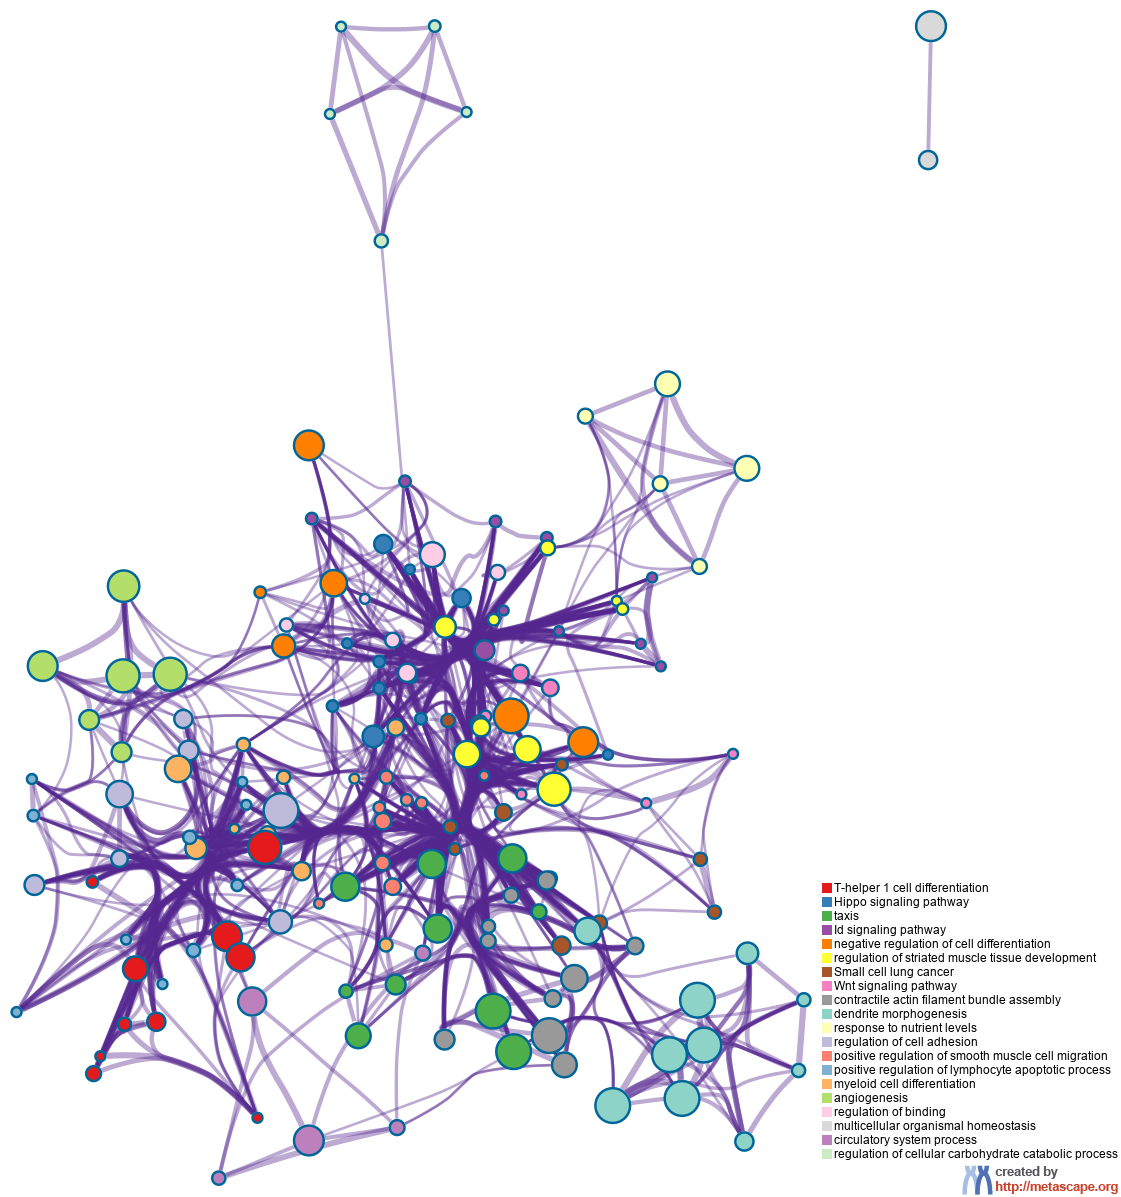 T-helper 1 cell differentiation
Hippo signaling pathway
taxis
Id signaling pathway
negative regulation of cell differentiation
regulation of striated muscle tissue development
Small cell lung cancer
Wnt signaling pathway
contractile actin filament bundle assembly
dendrite morphogenesis
response to nutrient levels
regulation of cell adhesion
positive regulation of smooth muscle cell migration
positive regulation of lymphocyte apoptotic process
myeloid cell differentiation
angiogenesis
regulation of binding
multicellular organismal homeostasis
circulatory system process
regulation of cellular carbohydrate catabolic process
created by
http://metascape.org